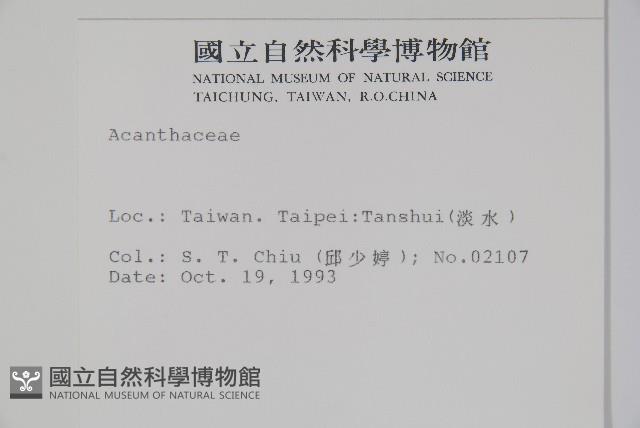 國立自然科學博物館
NATIONAL MUSEUM OF NATURAL SCIENCE
TAICHUNG, TAIWAN, R.O.CHINA
Acanthaceae
Loc.: Taiwan. Taipei:Tanshui(淡水)
Col.: S. T. Chiu (邱少婷); No.02107
Date: Oct. 19, 1993
國立自然科學博物館
NATIONAL MUSEUM OF NATURAL SCIENCE